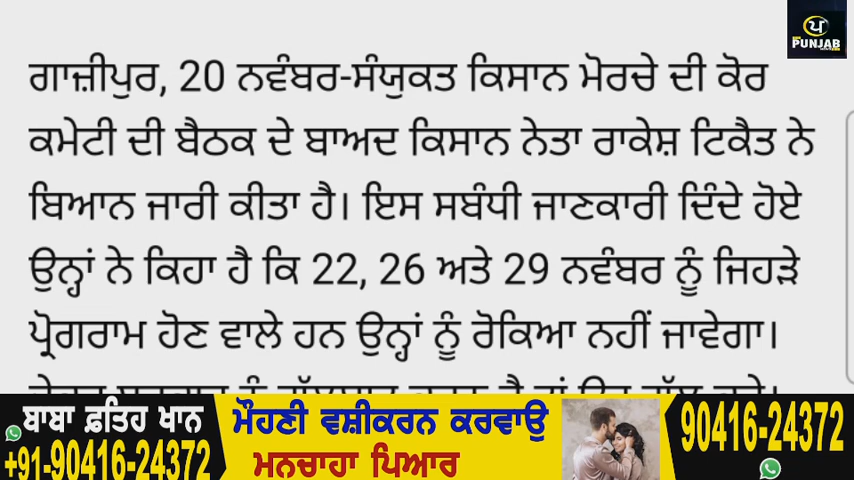 ਪੰ
PUNJAB
ਗਾਜ਼ੀਪੁਰ, 20 ਨਵੰਬਰ-ਸੰਯੁਕਤ ਕਿਸਾਨ ਮੋਰਚੇ ਦੀ ਕੋਰ
ਕਮੇਟੀ ਦੀ ਬੈਠਕ ਦੇ ਬਾਅਦ ਕਿਸਾਨ ਨੇਤਾ ਰਾਕੇਸ਼ ਟਿਕੈਤ ਨੇ
ਬਿਆਨ ਜਾਰੀ ਕੀਤਾ ਹੈ। ਇਸ ਸਬੰਧੀ ਜਾਣਕਾਰੀ ਦਿੰਦੇ ਹੋਏ
ਉਨ੍ਹਾਂ ਨੇ ਕਿਹਾ ਹੈ ਕਿ 22, 26 ਅਤੇ 29 ਨਵੰਬਰ ਨੂੰ ਜਿਹੜੇ
ਪ੍ਰੋਗਰਾਮ ਹੋਣ ਵਾਲੇ ਹਨ ਉਨ੍ਹਾਂ ਨੂੰ ਰੋਕਿਆ ਨਹੀਂ ਜਾਵੇਗਾ।
ਬਾਬਾ ਫ਼ਤਿਹ ਖਾਨ
+91-90416-24372
ਮੌਹਣੀ ਵਸ਼ੀਕਰਨ ਕਰਵਾਉ
ਮਨਚਾਹਾ ਪਿਆਰ
90416-24372